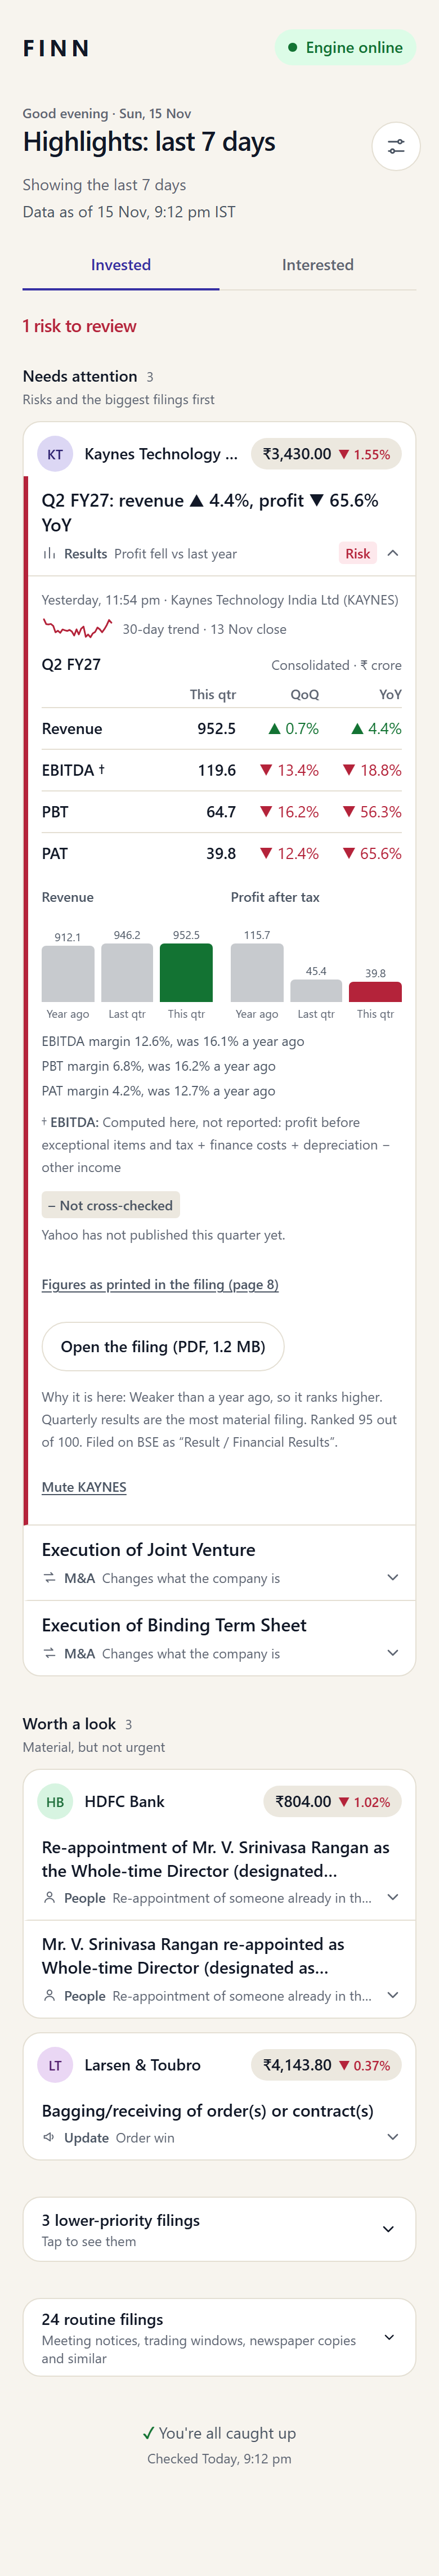 FINN
Engine online
Good evening · Sun, 15 Nov
Highlights: last 7 days
Showing the last 7 days
Data as of 15 Nov, 9:12 pm IST
Invested
Interested
1 risk to review
Needs attention 3
Risks and the biggest filings first
KT
Kaynes Technology ...
₹3,430.00 ▼ 1.55%
Q2 FY27: revenue ▲ 4.4%, profit ▼ 65.6%
YoY
Results Profit fell vs last year
Risk
Yesterday, 11:54 pm · Kaynes Technology India Ltd (KAYNES)
30-day trend · 13 Nov close
Q2 FY27
Consolidated · ₹ crore
This qtr QoQ YoY
Revenue 952.5 ▲ 0.7% ▲ 4.4%
EBITDA † 119.6 ▼ 13.4% ▼ 18.8%
PBT 64.7 ▼ 16.2% ▼ 56.3%
PAT 39.8 ▼ 12.4% ▼ 65.6%
Revenue
912.1 946.2 952.5
Year ago Last qtr This qtr
Profit after tax
115.7 45.4 39.8
Year ago Last qtr This qtr
EBITDA margin 12.6%, was 16.1% a year ago
PBT margin 6.8%, was 16.2% a year ago
PAT margin 4.2%, was 12.7% a year ago
† EBITDA: Computed here, not reported: profit before
exceptional items and tax + finance costs + depreciation −
other income
– Not cross-checked
Yahoo has not published this quarter yet.
Figures as printed in the filing (page 8)
Open the filing (PDF, 1.2 MB)
Why it is here: Weaker than a year ago, so it ranks higher.
Quarterly results are the most material filing. Ranked 95 out
of 100. Filed on BSE as “Result / Financial Results”.
Mute KAYNES
Execution of Joint Venture
M&A Changes what the company is
Execution of Binding Term Sheet
M&A Changes what the company is
Worth a look 3
Material, but not urgent
HB
HDFC Bank
₹804.00 ▼ 1.02%
Re-appointment of Mr. V. Srinivasa Rangan as
the Whole-time Director (designated...
People Re-appointment of someone already in th...
Mr. V. Srinivasa Rangan re-appointed as
Whole-time Director (designated as...
People Re-appointment of someone already in th...
LT
Larsen & Toubro
₹4,143.80 ▼ 0.37%
Bagging/receiving of order(s) or contract(s)
Update Order win
3 lower-priority filings
Tap to see them
24 routine filings
Meeting notices, trading windows, newspaper copies
and similar
✓ You're all caught up
Checked Today, 9:12 pm